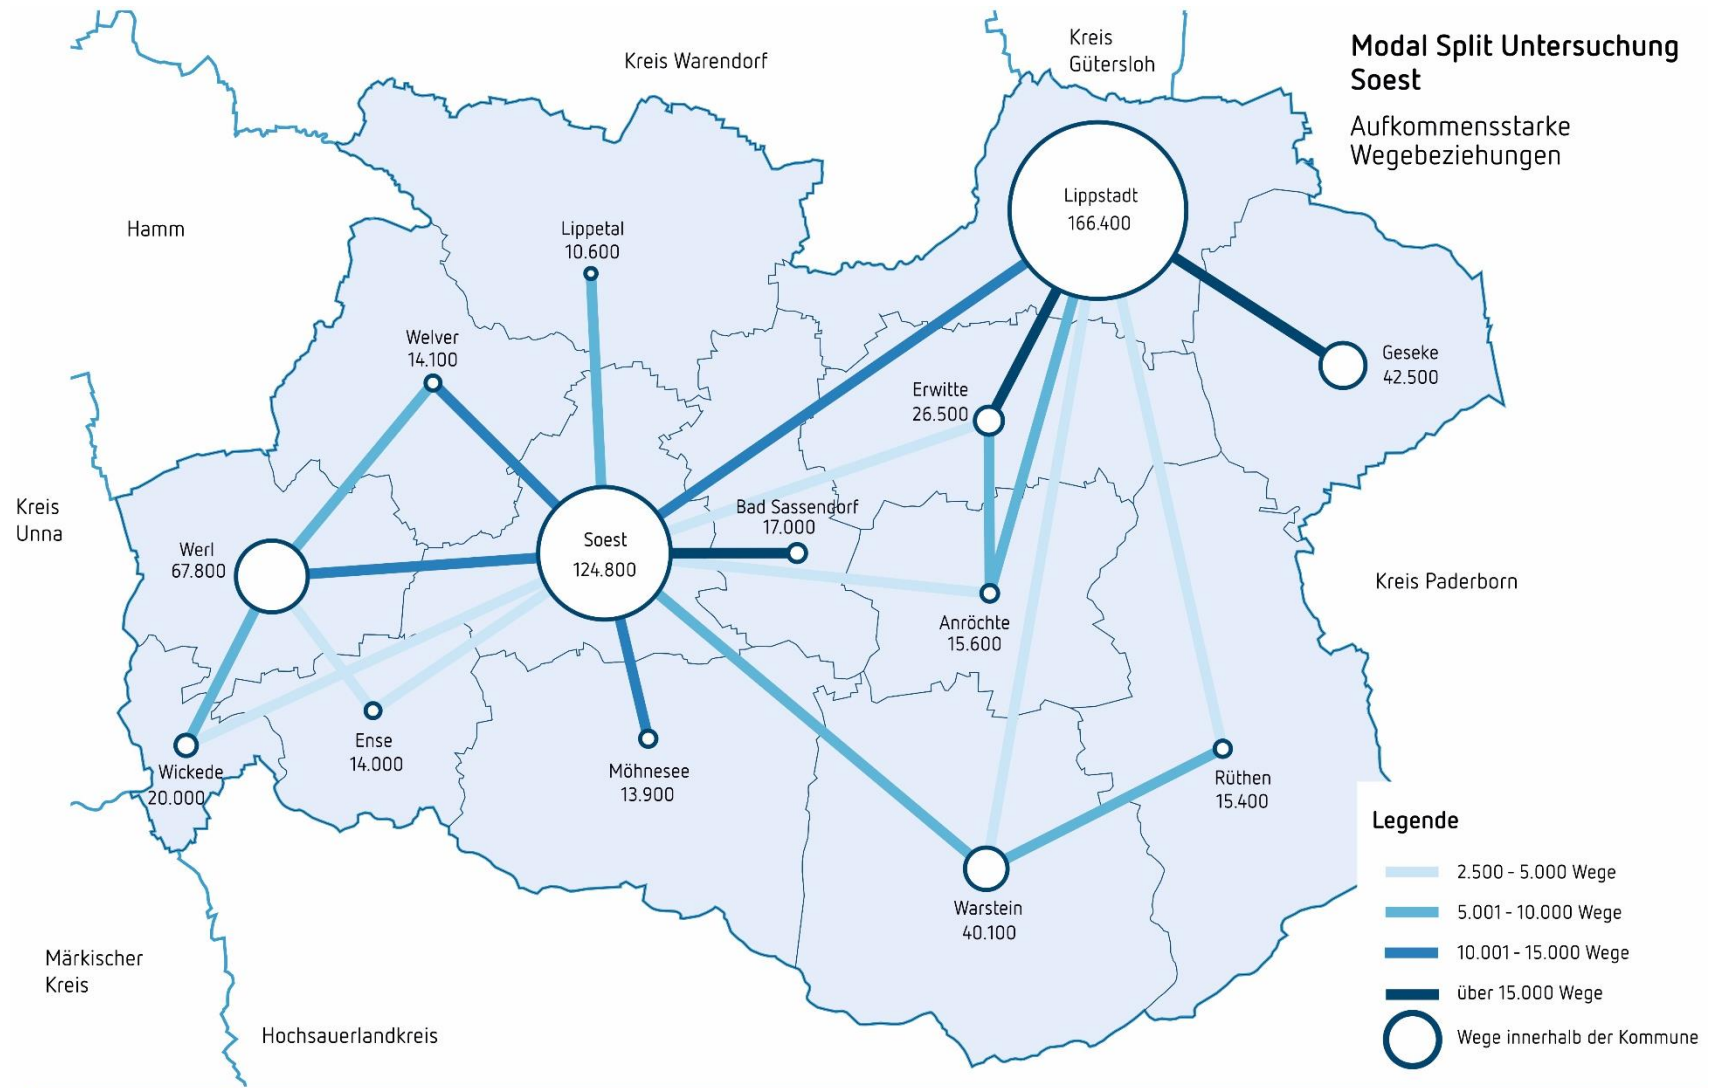 Modal Split Untersuchung
Soest
Aufkommensstarke
Wegebeziehungen
Kreis Warendorf
Kreis
Gütersloh
Hamm
Lippstadt
166.400
Lippetal
10.600
Welver
14.100
Geseke
42.500
Erwitte
26.500
Kreis
Unna
Bad Sassendorf
17.000
Werl
67.800
Soest
124.800
Kreis Paderborn
Anröchte
15.600
Ense
14.000
Wickede
20.000
Möhnesee
13.900
Rüthen
15.400
Warstein
40.100
Märkischer
Kreis
Hochsauerlandkreis
Legende
2.500 - 5.000 Wege
5.001 - 10.000 Wege
10.001 - 15.000 Wege
über 15.000 Wege
Wege innerhalb der Kommune